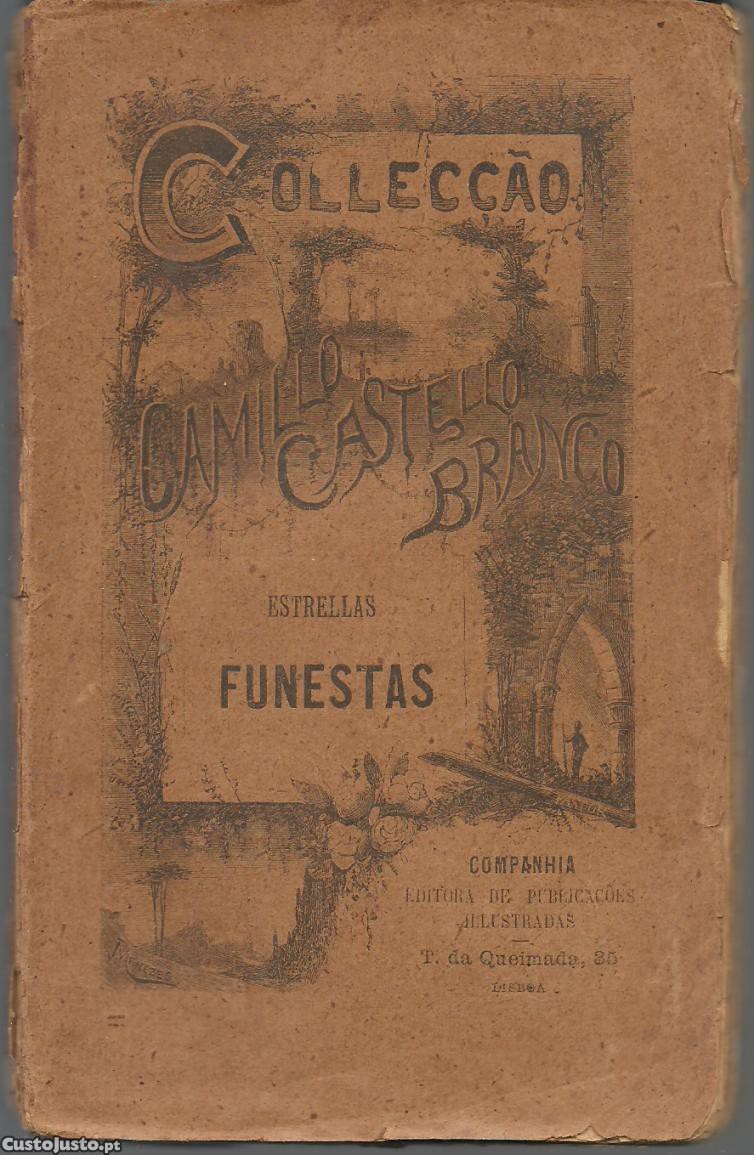 COLLECÇÃO
CAMILLO
CASTELLO
BRANCO
ESTRELLAS
FUNESTAS
COMPANHIA
EDITORA DE PUBLICAÇÕES
ILLUSTRADAS
T. da Queimada, 35
LISBOA
CustoJusto.pt